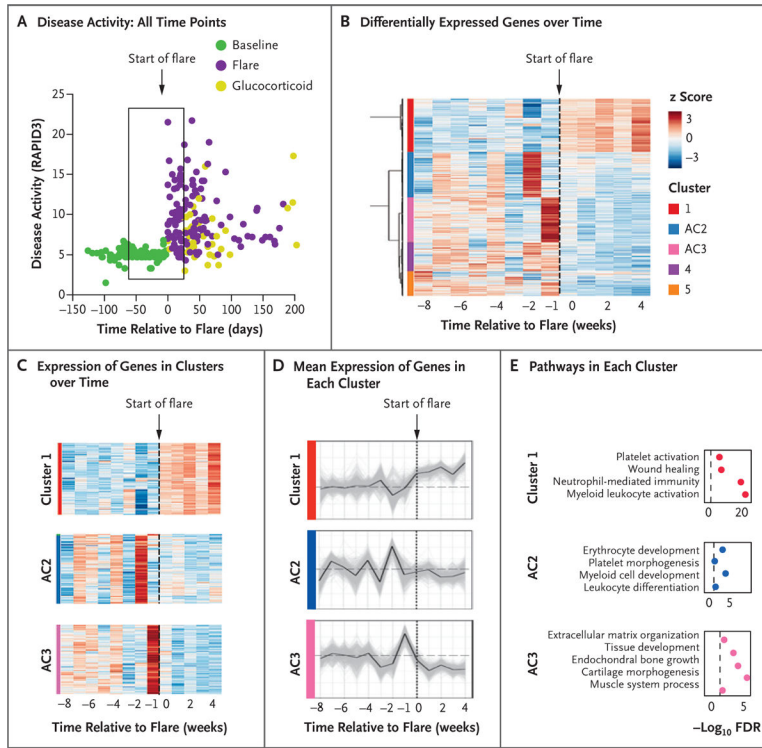 A Disease Activity: All Time Points
Baseline
Flare
Glucocorticoid
Start of flare
Disease Activity (RAPID3)
25
20
15
10
5
0
−150 −100 −50 0 50 100 150 200
Time Relative to Flare (days)
B Differentially Expressed Genes over Time
Start of flare
z Score
3
0
−3
Cluster
1
AC2
AC3
4
5
−8 −6 −4 −2 −1 0 2 4
Time Relative to Flare (weeks)
C Expression of Genes in Clusters
over Time
Start of flare
Cluster 1
AC2
AC3
−8 −6 −4 −2 −1 0 2 4
Time Relative to Flare (weeks)
D Mean Expression of Genes in
Each Cluster
Start of flare
Cluster 1
AC2
AC3
−8 −6 −4 −2 −1 0 2 4
Time Relative to Flare (weeks)
E Pathways in Each Cluster
Cluster 1
Platelet activation
Wound healing
Neutrophil-mediated immunity
Myeloid leukocyte activation
0 20
AC2
Erythrocyte development
Platelet morphogenesis
Myeloid cell development
Leukocyte differentiation
0 5
AC3
Extracellular matrix organization
Tissue development
Endochondral bone growth
Cartilage morphogenesis
Muscle system process
0 5
−Log10 FDR